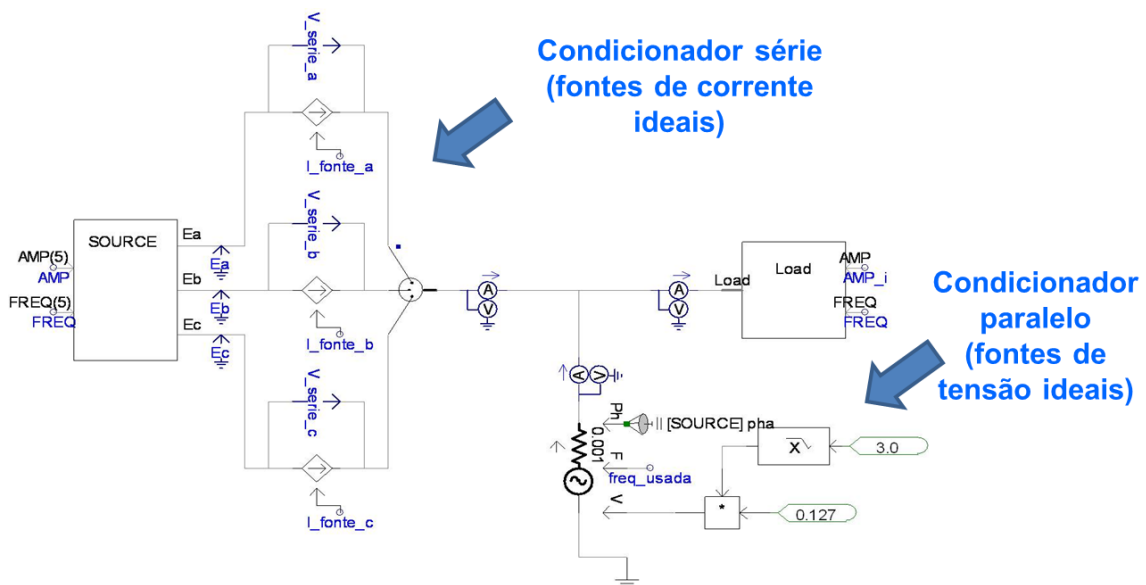 V_serie_a
I_fonte_a
Condicionador série
(fontes de corrente
ideais)
SOURCE
AMP(5)
AMP
FREQ(5)
FREQ
Ea
Ea
Eb
Eb
Ec
Ec
V_serie_b
I_fonte_b
V_serie_c
I_fonte_c
A
V
A
V
Load
Load
AMP
AMP_i
FREQ
FREQ
Condicionador
paralelo
(fontes de
tensão ideais)
A
V
Ph
[SOURCE] pha
0.001
F
freq_usada
V
X
3.0
*
0.127